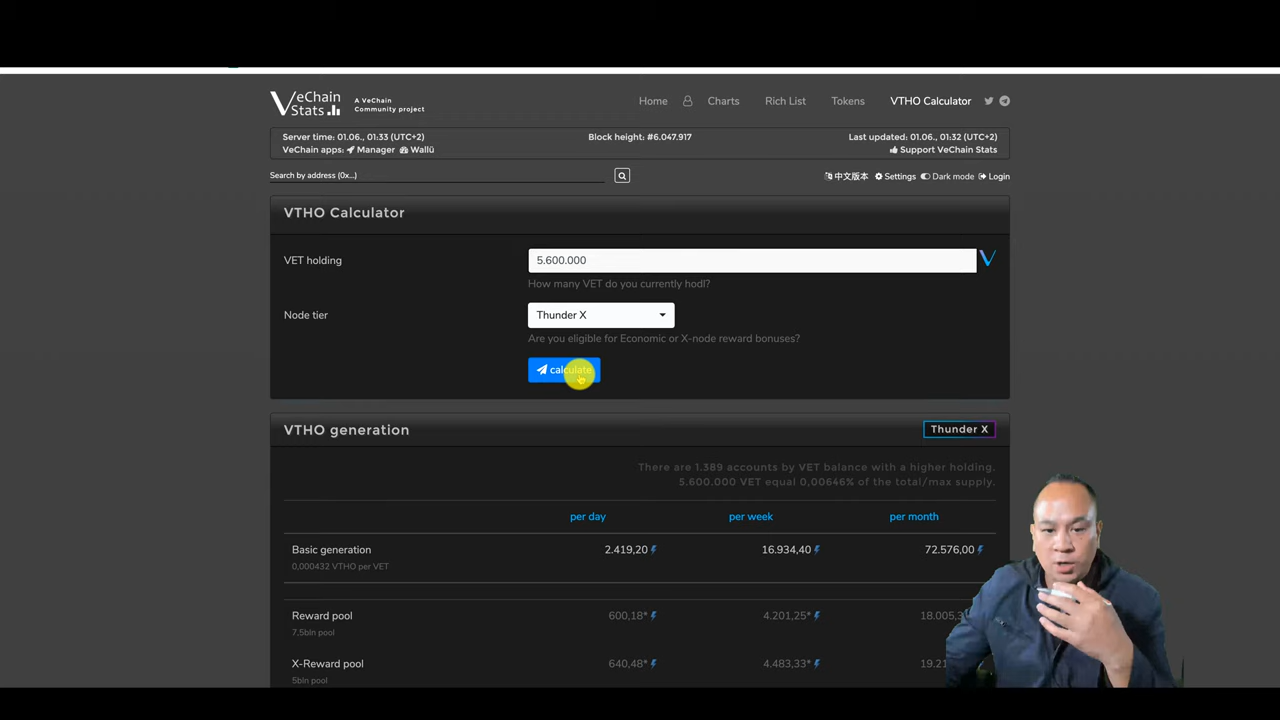 VeChain Stats
A VeChain Community project
Home Charts Rich List Tokens VTHO Calculator
Server time: 01.06., 01:33 (UTC+2) Block height: #6.047.917 Last updated: 01.06., 01:32 (UTC+2)
VeChain apps: Manager Wallü Support VeChain Stats
Search by address (0x...) 中文版本 Settings Dark mode Login
VTHO Calculator
VET holding 5.600.000
How many VET do you currently hodl?
Node tier Thunder X
Are you eligible for Economic or X-node reward bonuses?
calculate
VTHO generation Thunder X
There are 1.389 accounts by VET balance with a higher holding.
5.600.000 VET equal 0,00646% of the total/max supply.
per day per week per month
Basic generation 2.419,20 16.934,40 72.576,00
0,000432 VTHO per VET
Reward pool 600,18* 4.201,25* 18.005,3
7,5bln pool
X-Reward pool 640,48* 4.483,33* 19.21
5bln pool